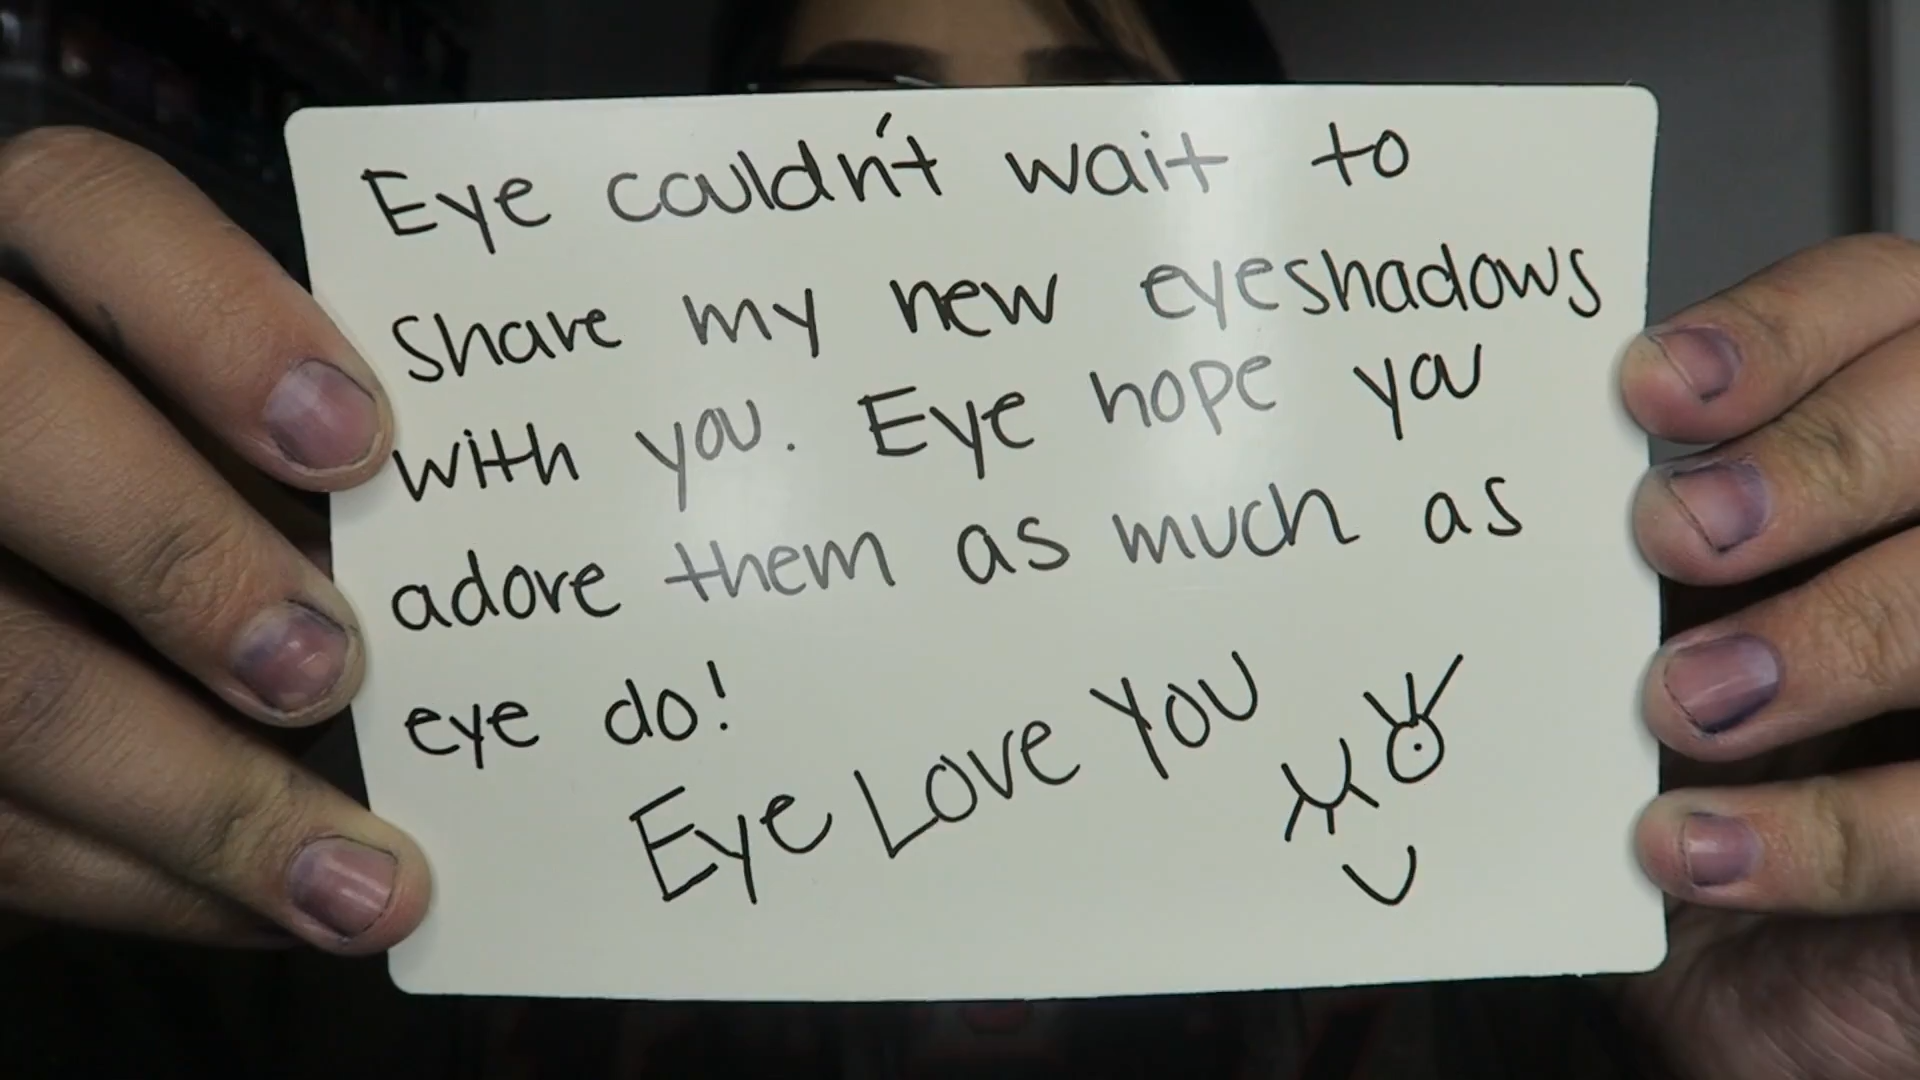 Eye couldn't wait to
share my new eyeshadows
with you. Eye hope you
adore them as much as
eye do!
Eye Love You